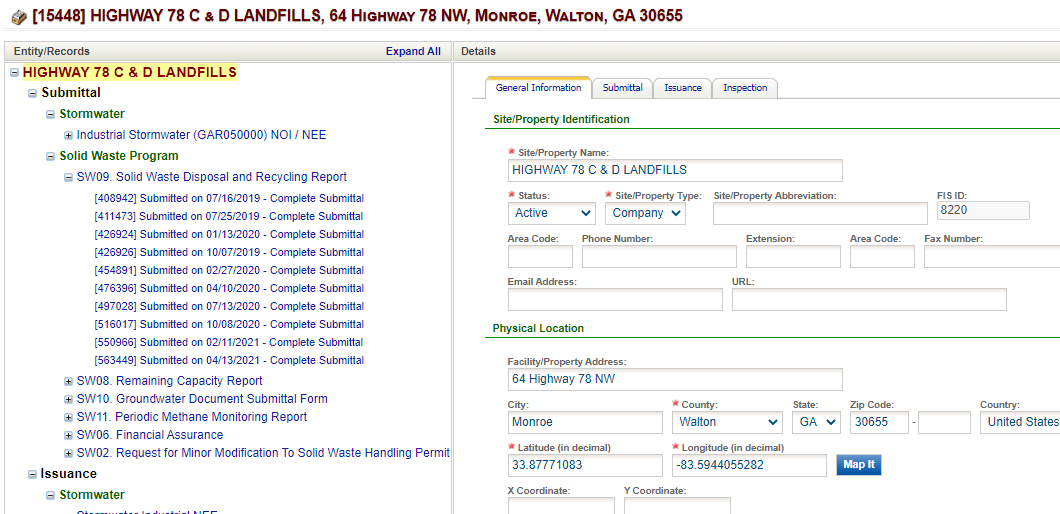 [15448] HIGHWAY 78 C & D LANDFILLS, 64 HIGHWAY 78 NW, MONROE, WALTON, GA 30655
Entity/Records Expand All
HIGHWAY 78 C & D LANDFILLS
Submittal
Stormwater
Industrial Stormwater (GAR050000) NOI / NEE
Solid Waste Program
SW09. Solid Waste Disposal and Recycling Report
[408942] Submitted on 07/16/2019 - Complete Submittal
[411473] Submitted on 07/25/2019 - Complete Submittal
[426924] Submitted on 01/13/2020 - Complete Submittal
[426926] Submitted on 10/07/2019 - Complete Submittal
[454891] Submitted on 02/27/2020 - Complete Submittal
[476396] Submitted on 04/10/2020 - Complete Submittal
[497028] Submitted on 07/13/2020 - Complete Submittal
[516017] Submitted on 10/08/2020 - Complete Submittal
[550966] Submitted on 02/11/2021 - Complete Submittal
[563449] Submitted on 04/13/2021 - Complete Submittal
SW08. Remaining Capacity Report
SW10. Groundwater Document Submittal Form
SW11. Periodic Methane Monitoring Report
SW06. Financial Assurance
SW02. Request for Minor Modification To Solid Waste Handling Permit
Issuance
Stormwater
Stormwater Industrial NEE
Details
General Information Submittal Issuance Inspection
Site/Property Identification
* Site/Property Name:
HIGHWAY 78 C & D LANDFILLS
* Status: * Site/Property Type: Site/Property Abbreviation: FIS ID:
Active Company 8220
Area Code: Phone Number: Extension: Area Code: Fax Number:
Email Address: URL:
Physical Location
Facility/Property Address:
64 Highway 78 NW
City: * County: State: Zip Code: Country:
Monroe Walton GA 30655 - United States
* Latitude (in decimal) * Longitude (in decimal)
33.87771083 -83.5944055282 Map It
X Coordinate: Y Coordinate: